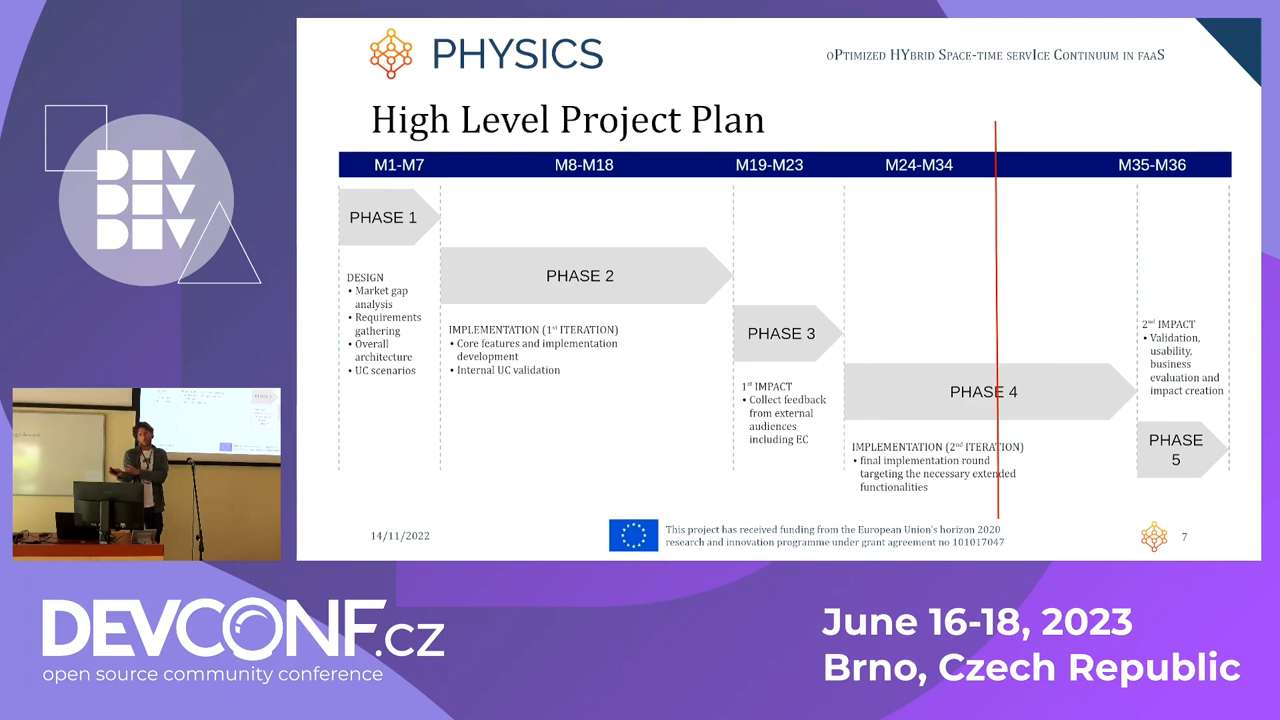 PHYSICS
oPtimized HYbrid Space-time servIce Continuum in faaS
High Level Project Plan
M1-M7
M8-M18
M19-M23
M24-M34
M35-M36
PHASE 1
DESIGN
• Market gap
analysis
• Requirements
gathering
• Overall
architecture
• UC scenarios
PHASE 2
IMPLEMENTATION (1st ITERATION)
• Core features and implementation
development
• Internal UC validation
PHASE 3
1st IMPACT
• Collect feedback
from external
audiences
including EC
PHASE 4
IMPLEMENTATION (2nd ITERATION)
• final implementation round
targeting the necessary extended
functionalities
2nd IMPACT
• Validation,
usability,
business
evaluation and
impact creation
PHASE
5
14/11/2022
This project has received funding from the European Union's horizon 2020
research and innovation programme under grant agreement no 101017047
7
DEV
DEV
DEV
DEVCONF.cz
open source community conference
June 16-18, 2023
Brno, Czech Republic